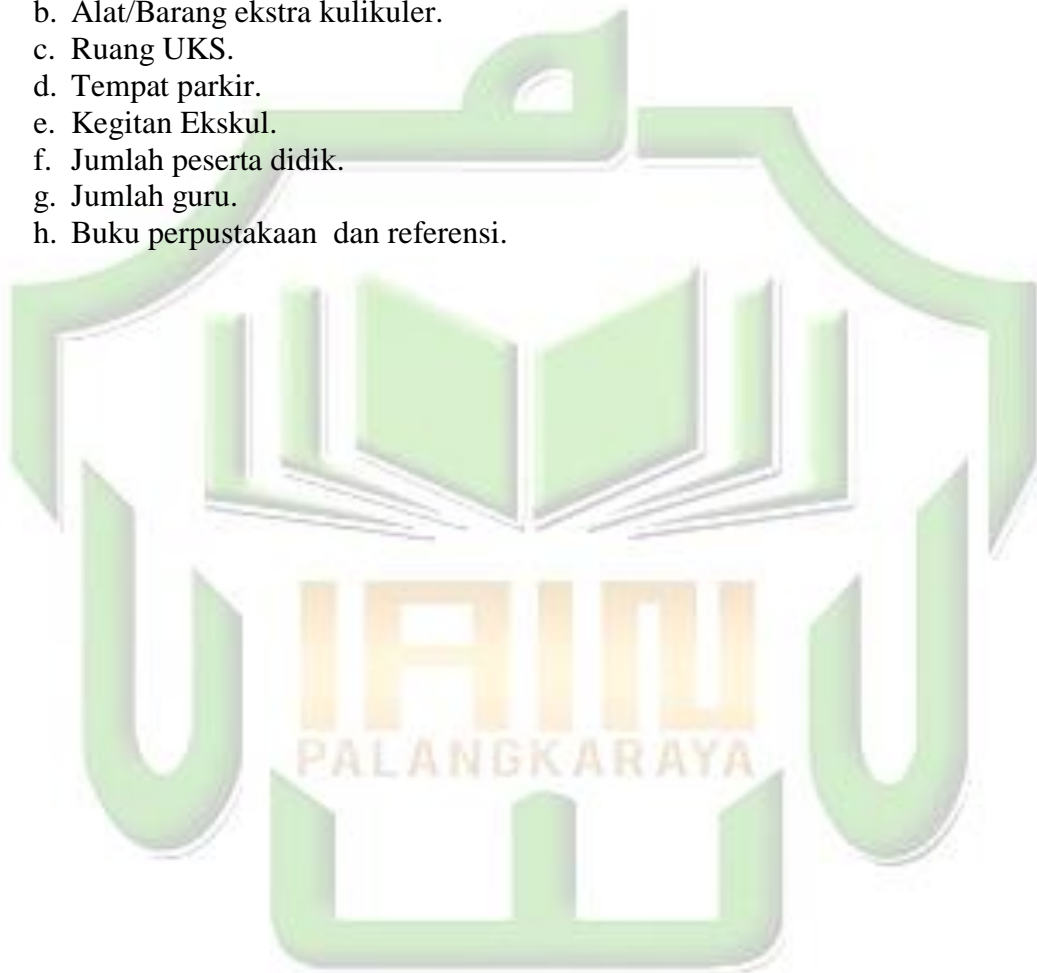 b. Alat/Barang ekstra kulikuler.
c. Ruang UKS.
d. Tempat parkir.
e. Kegitan Ekskul.
f. Jumlah peserta didik.
g. Jumlah guru.
h. Buku perpustakaan dan referensi.
IAIN
PALANGKARAYA